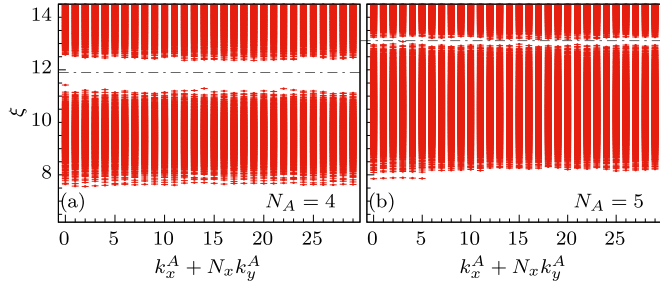 14
12
10
8
ξ
(a)
N_A = 4
(b)
N_A = 5
0 5 10 15 20 25
0 5 10 15 20 25
k_x^A + N_x k_y^A
k_x^A + N_x k_y^A